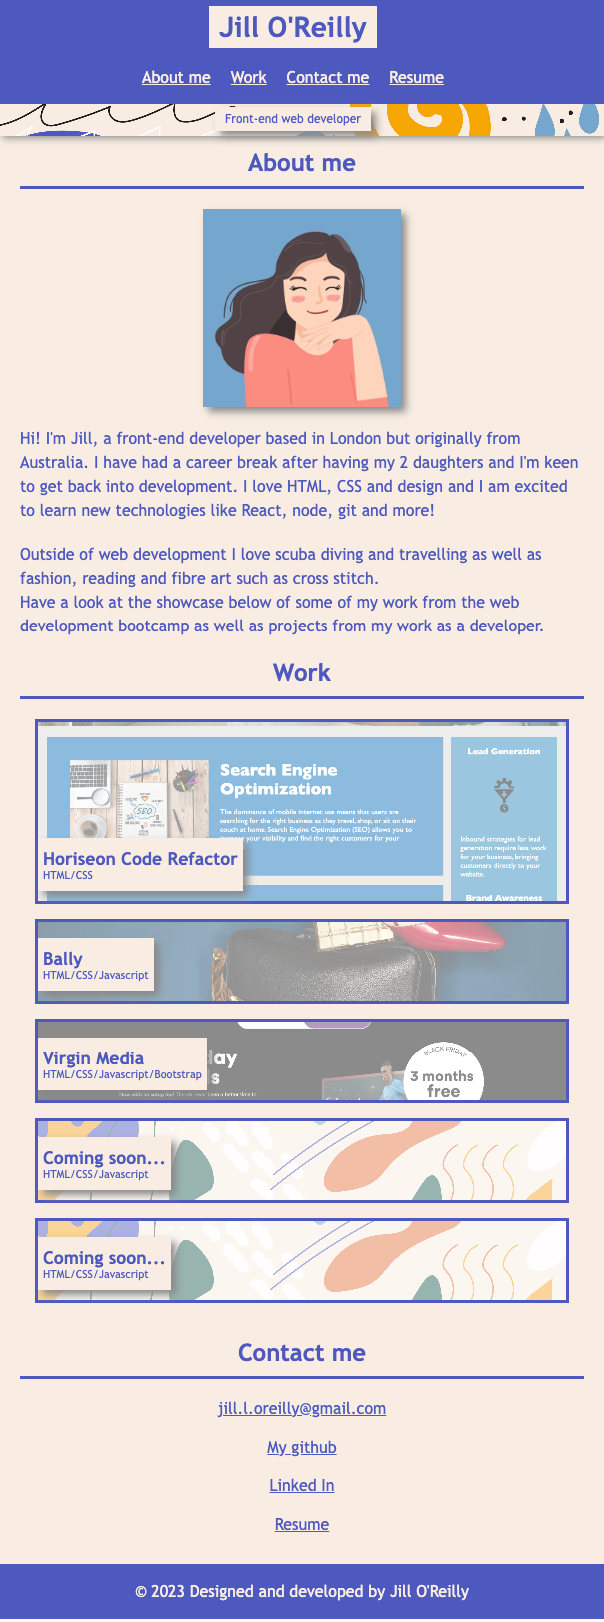 Jill O'Reilly
About me Work Contact me Resume
Front-end web developer
About me
Hi! I'm Jill, a front-end developer based in London but originally from
Australia. I have had a career break after having my 2 daughters and I'm keen
to get back into development. I love HTML, CSS and design and I am excited
to learn new technologies like React, node, git and more!
Outside of web development I love scuba diving and travelling as well as
fashion, reading and fibre art such as cross stitch.
Have a look at the showcase below of some of my work from the web
development bootcamp as well as projects from my work as a developer.
Work
Search Engine
Optimization
The dominance of mobile internet use means that users are
searching for the right business as they travel, shop, or sit on their
couch at home. Search Engine Optimization (SEO) allows you to
your visibility and find the right customers for your
SEO
Lead Generation
Inbound strategies for lead
generation require less work
for your business, bringing
customers directly to your
website.
Brand Awareness
Horiseon Code Refactor
HTML/CSS
Bally
HTML/CSS/Javascript
Virgin Media
HTML/CSS/Javascript/Bootstrap
BLACK FRIDAY
3 months
free
Coming soon...
HTML/CSS/Javascript
Coming soon...
HTML/CSS/Javascript
Contact me
jill.l.oreilly@gmail.com
My github
Linked In
Resume
© 2023 Designed and developed by Jill O'Reilly